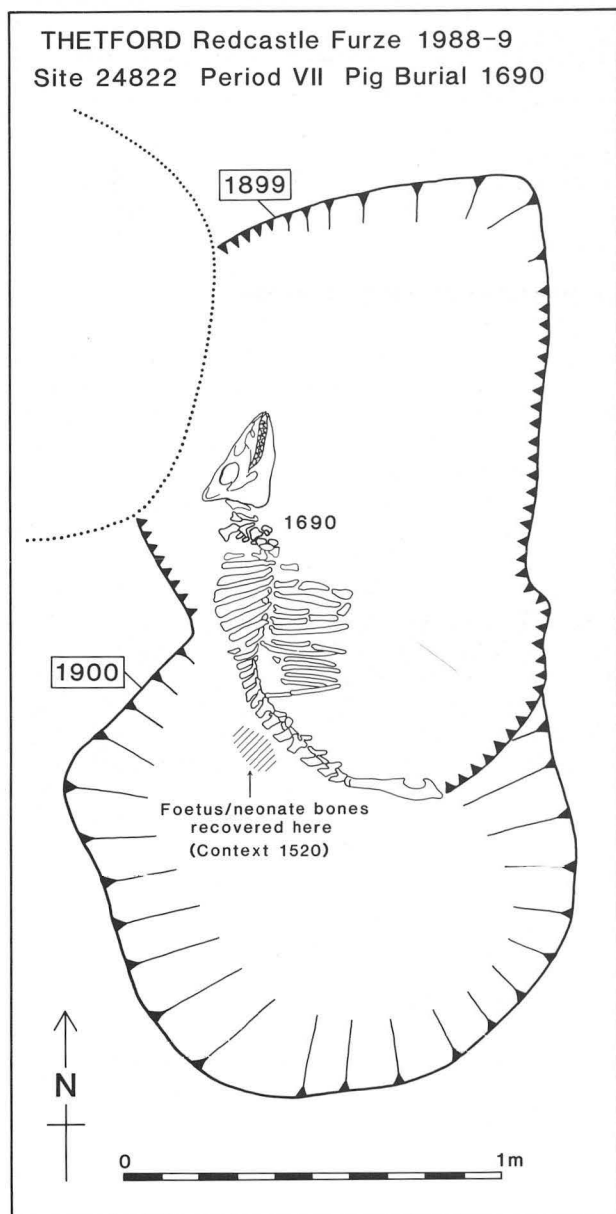 THETFORD Redcastle Furze 1988-9
Site 24822 Period VII Pig Burial 1690
1899
1690
1900
Foetus/neonate bones
recovered here
(Context 1520)
N
0 1m